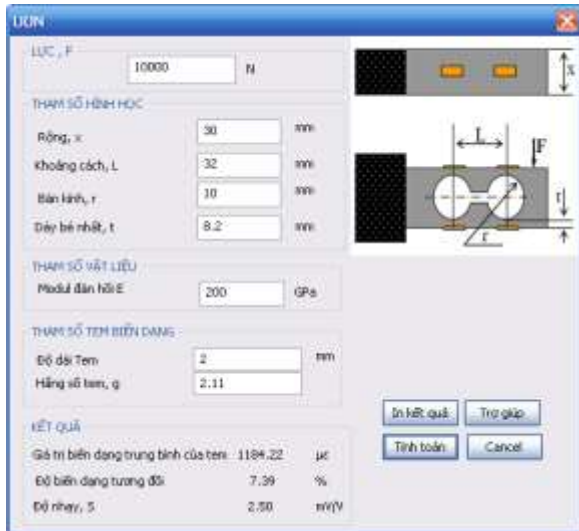 UỐN
LỰC , F
10000 N
THAM SỐ HÌNH HỌC
Rộng, x 30 mm
Khoảng cách, L 32 mm
Bán kính, r 10 mm
Dày bé nhất, t 8.2 mm
THAM SỐ VẬT LIỆU
Modul đàn hồi E 200 GPa
THAM SỐ TEM BIẾN DẠNG
Độ dài Tem 2 mm
Hằng số tem, g 2.11
KẾT QUẢ
Giá trị biến dạng trung bình của tem 1184.22 µε
Độ biến dạng tương đối 7.39 %
Độ nhạy, S 2.50 mV/V
x
L
F
t
r
In kết quả Trợ giúp
Tính toán Cancel